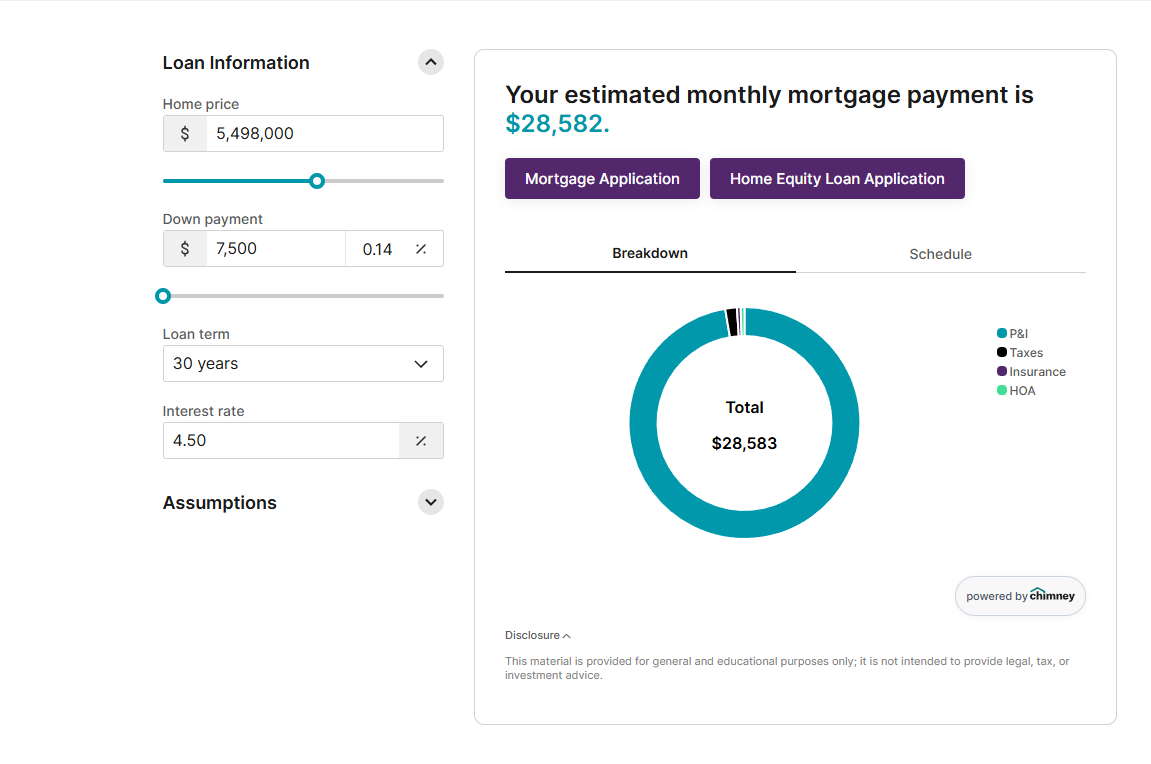 Loan Information
Home price
$ 5,498,000
Down payment
$ 7,500 0.14 %
Loan term
30 years
Interest rate
4.50 %
Assumptions
Your estimated monthly mortgage payment is
$28,582.
Mortgage Application Home Equity Loan Application
Breakdown Schedule
Total
$28,583
P&I
Taxes
Insurance
HOA
powered by chimney
Disclosure
This material is provided for general and educational purposes only; it is not intended to provide legal, tax, or
investment advice.